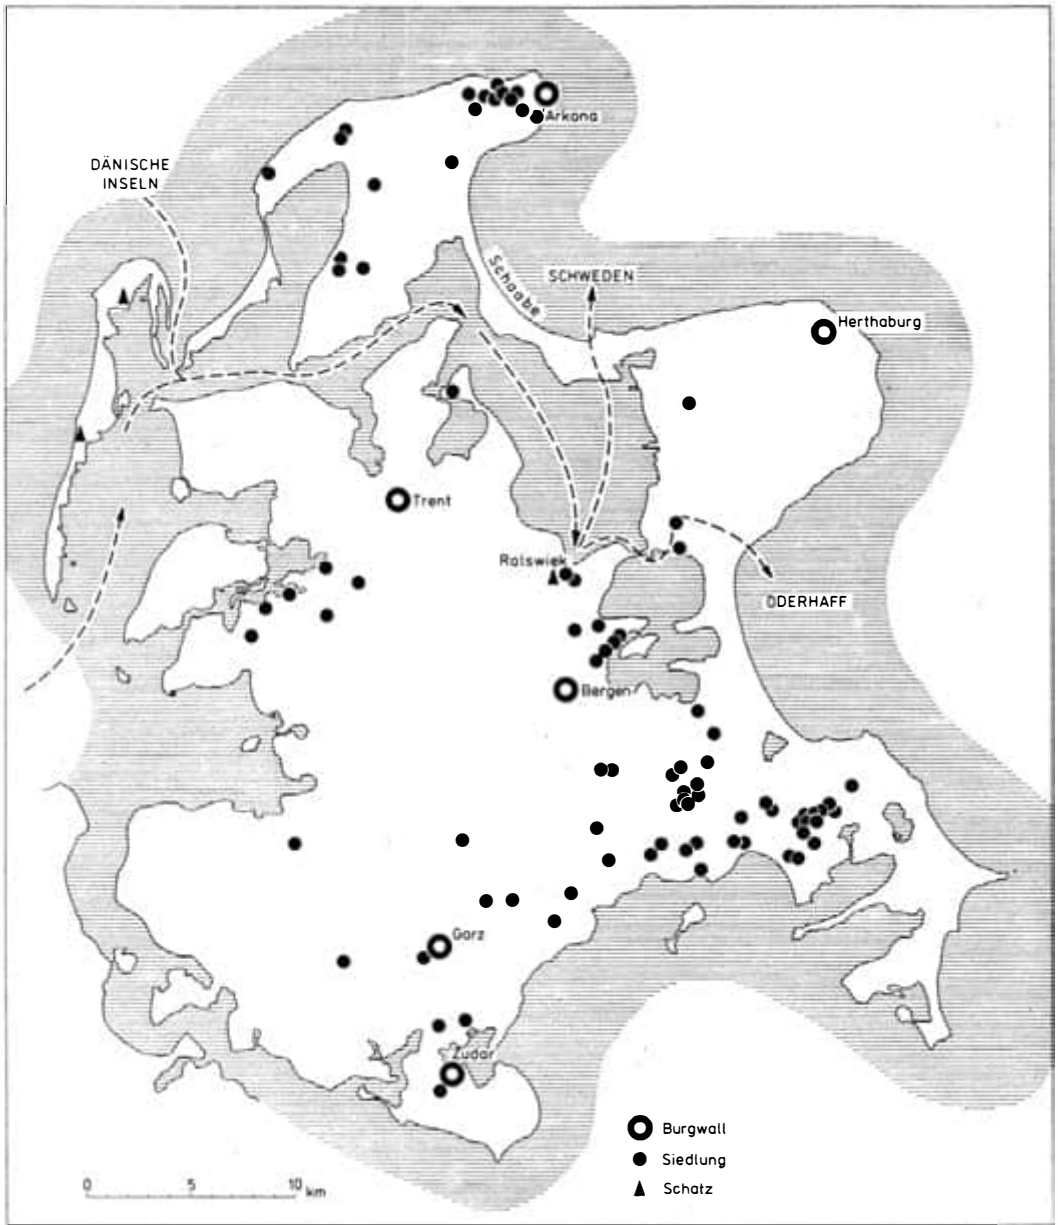 Arkona
DÄNISCHE
INSELN
Schaabe
SCHWEDEN
Herthaburg
Trent
Ralswiek
ODERHAFF
Bergen
Garz
Zudar
Burgwall
Siedlung
Schatz
0 5 10 km